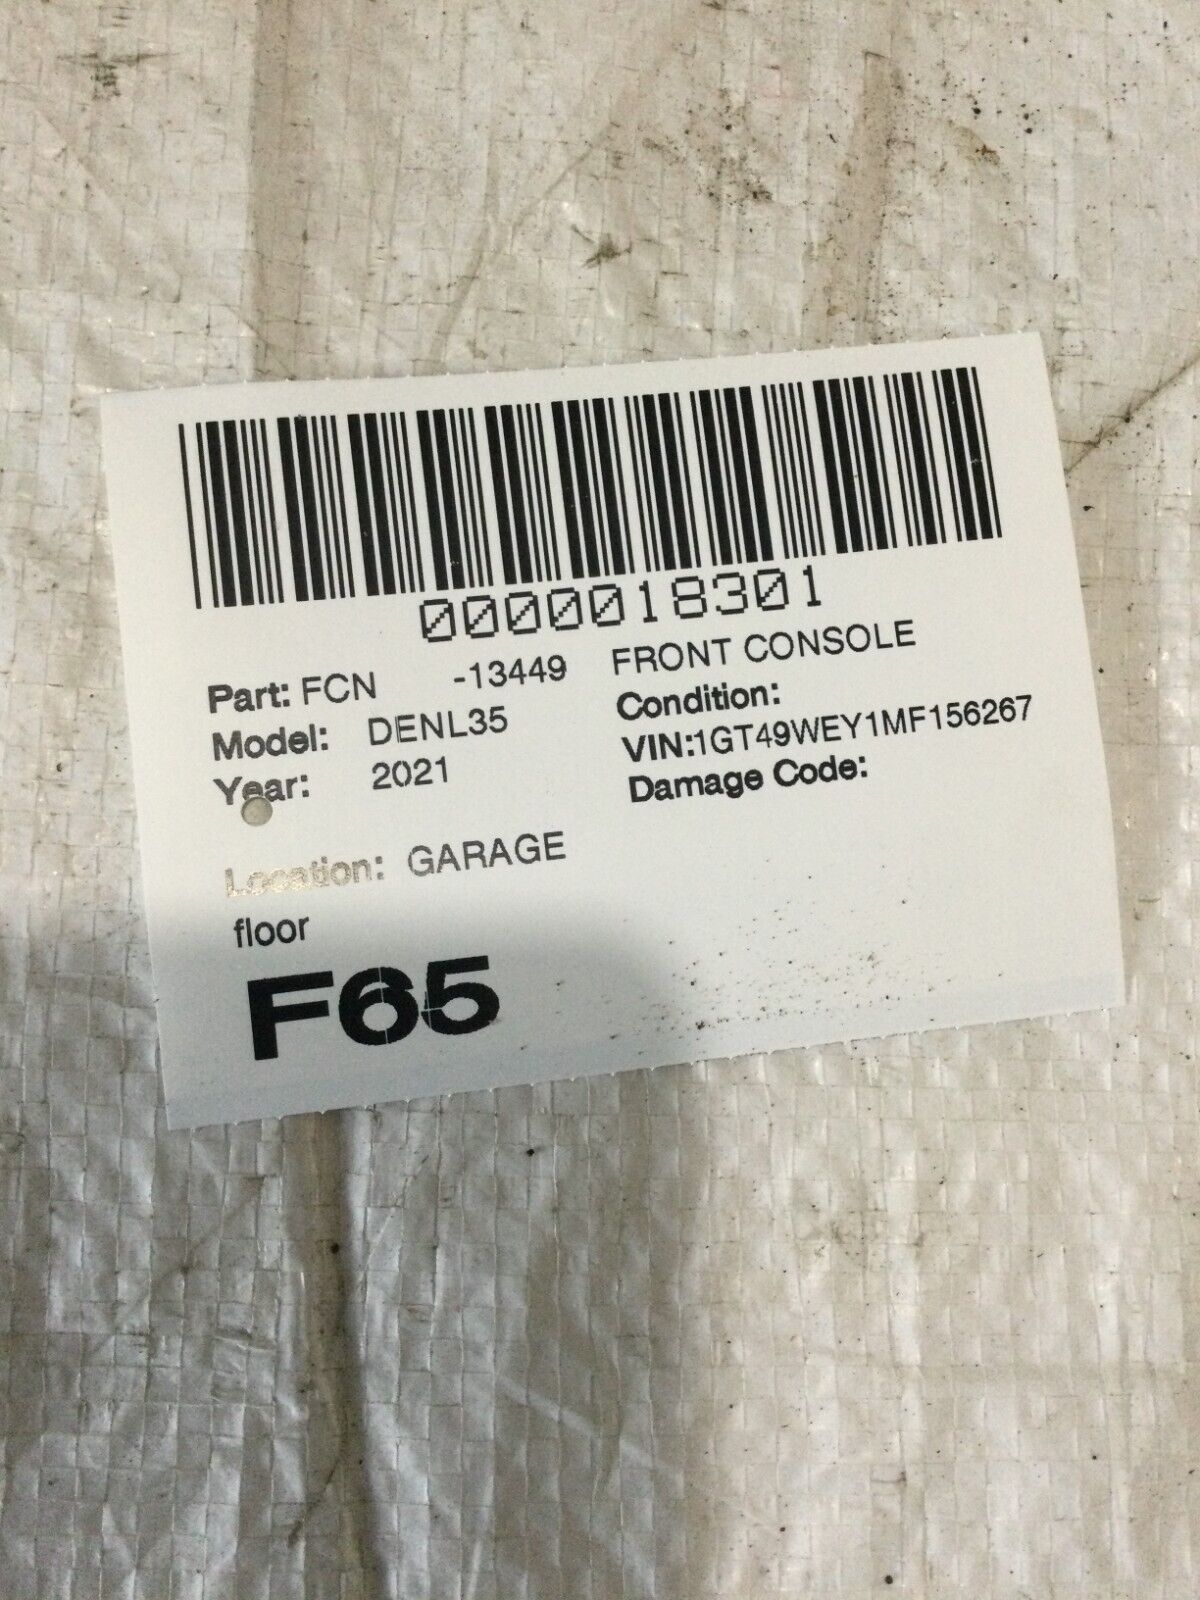 0000018301
Part: FCN -13449 FRONT CONSOLE
Model: DENL35 Condition:
Year: 2021 VIN:1GT49WEY1MF156267
Damage Code:
Location: GARAGE
floor
F65